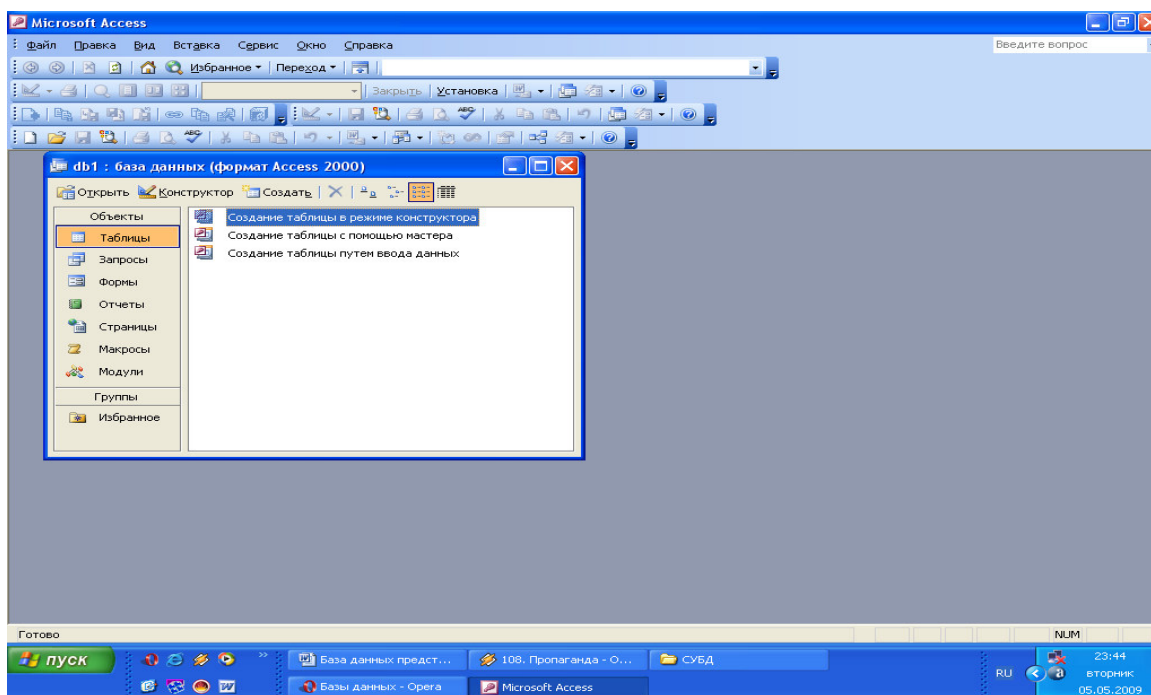 Microsoft Access
Файл Правка Вид Вставка Сервис Окно Справка Введите вопрос
Избранное Переход
Закрыть Установка
db1 : база данных (формат Access 2000)
Открыть Конструктор Создать
Объекты
Таблицы
Запросы
Формы
Отчеты
Страницы
Макросы
Модули
Группы
Избранное
Создание таблицы в режиме конструктора
Создание таблицы с помощью мастера
Создание таблицы путем ввода данных
Готово NUM
пуск База данных предст... 108. Пропаганда - О... СУБД
Базы данных - Opera Microsoft Access
RU
23:44
вторник
05.05.2009